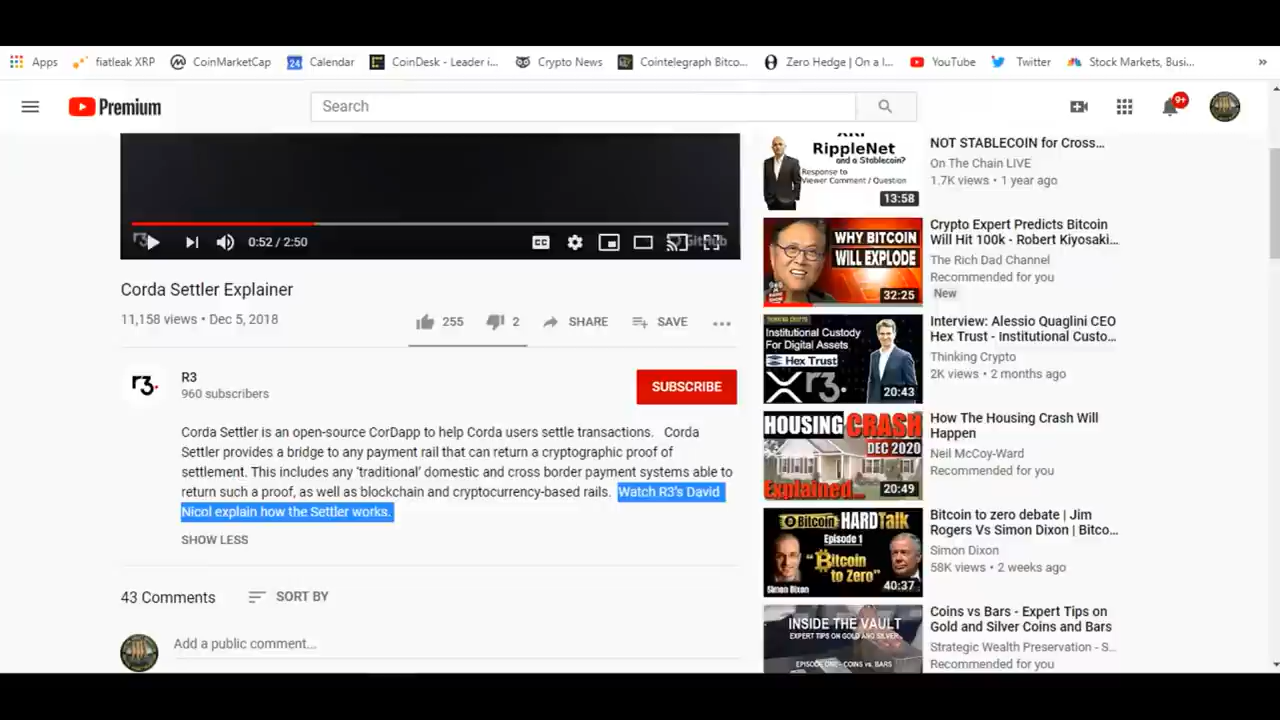 Apps fiatleak XRP CoinMarketCap Calendar CoinDesk - Leader i... Crypto News Cointelegraph Bitco... Zero Hedge | On a l... YouTube Twitter Stock Markets, Busi... »
Premium
Search
9+
0:52 / 2:50
CC
GitHub
Corda Settler Explainer
11,158 views • Dec 5, 2018
255
2
SHARE
SAVE
r3.
R3
960 subscribers
SUBSCRIBE
Corda Settler is an open-source CorDapp to help Corda users settle transactions. Corda
Settler provides a bridge to any payment rail that can return a cryptographic proof of
settlement. This includes any 'traditional' domestic and cross border payment systems able to
return such a proof, as well as blockchain and cryptocurrency-based rails. Watch R3's David
Nicol explain how the Settler works.
SHOW LESS
43 Comments
SORT BY
Add a public comment...
RippleNet
and a Stablecoin?
Response to
Viewer Comment / Question
13:58
NOT STABLECOIN for Cross...
On The Chain LIVE
1.7K views • 1 year ago
WHY BITCOIN
WILL EXPLODE
32:25
Crypto Expert Predicts Bitcoin
Will Hit 100k - Robert Kiyosaki...
The Rich Dad Channel
Recommended for you
New
THINKING CRYPTO
Institutional Custody
For Digital Assets
Hex Trust
r3.
20:43
Interview: Alessio Quaglini CEO
Hex Trust - Institutional Custo...
Thinking Crypto
2K views • 2 months ago
HOUSING CRASH
DEC 2020
Explained...
20:49
How The Housing Crash Will
Happen
Neil McCoy-Ward
Recommended for you
Bitcoin HARDTalk
Episode 1
"Bitcoin
to Zero"
Simon Dixon
40:37
Bitcoin to zero debate | Jim
Rogers Vs Simon Dixon | Bitco...
Simon Dixon
58K views • 2 weeks ago
INSIDE THE VAULT
EXPERT TIPS ON GOLD AND SILVER...
EPISODE ONE - COINS vs. BARS
Coins vs Bars - Expert Tips on
Gold and Silver Coins and Bars
Strategic Wealth Preservation - S...
Recommended for you